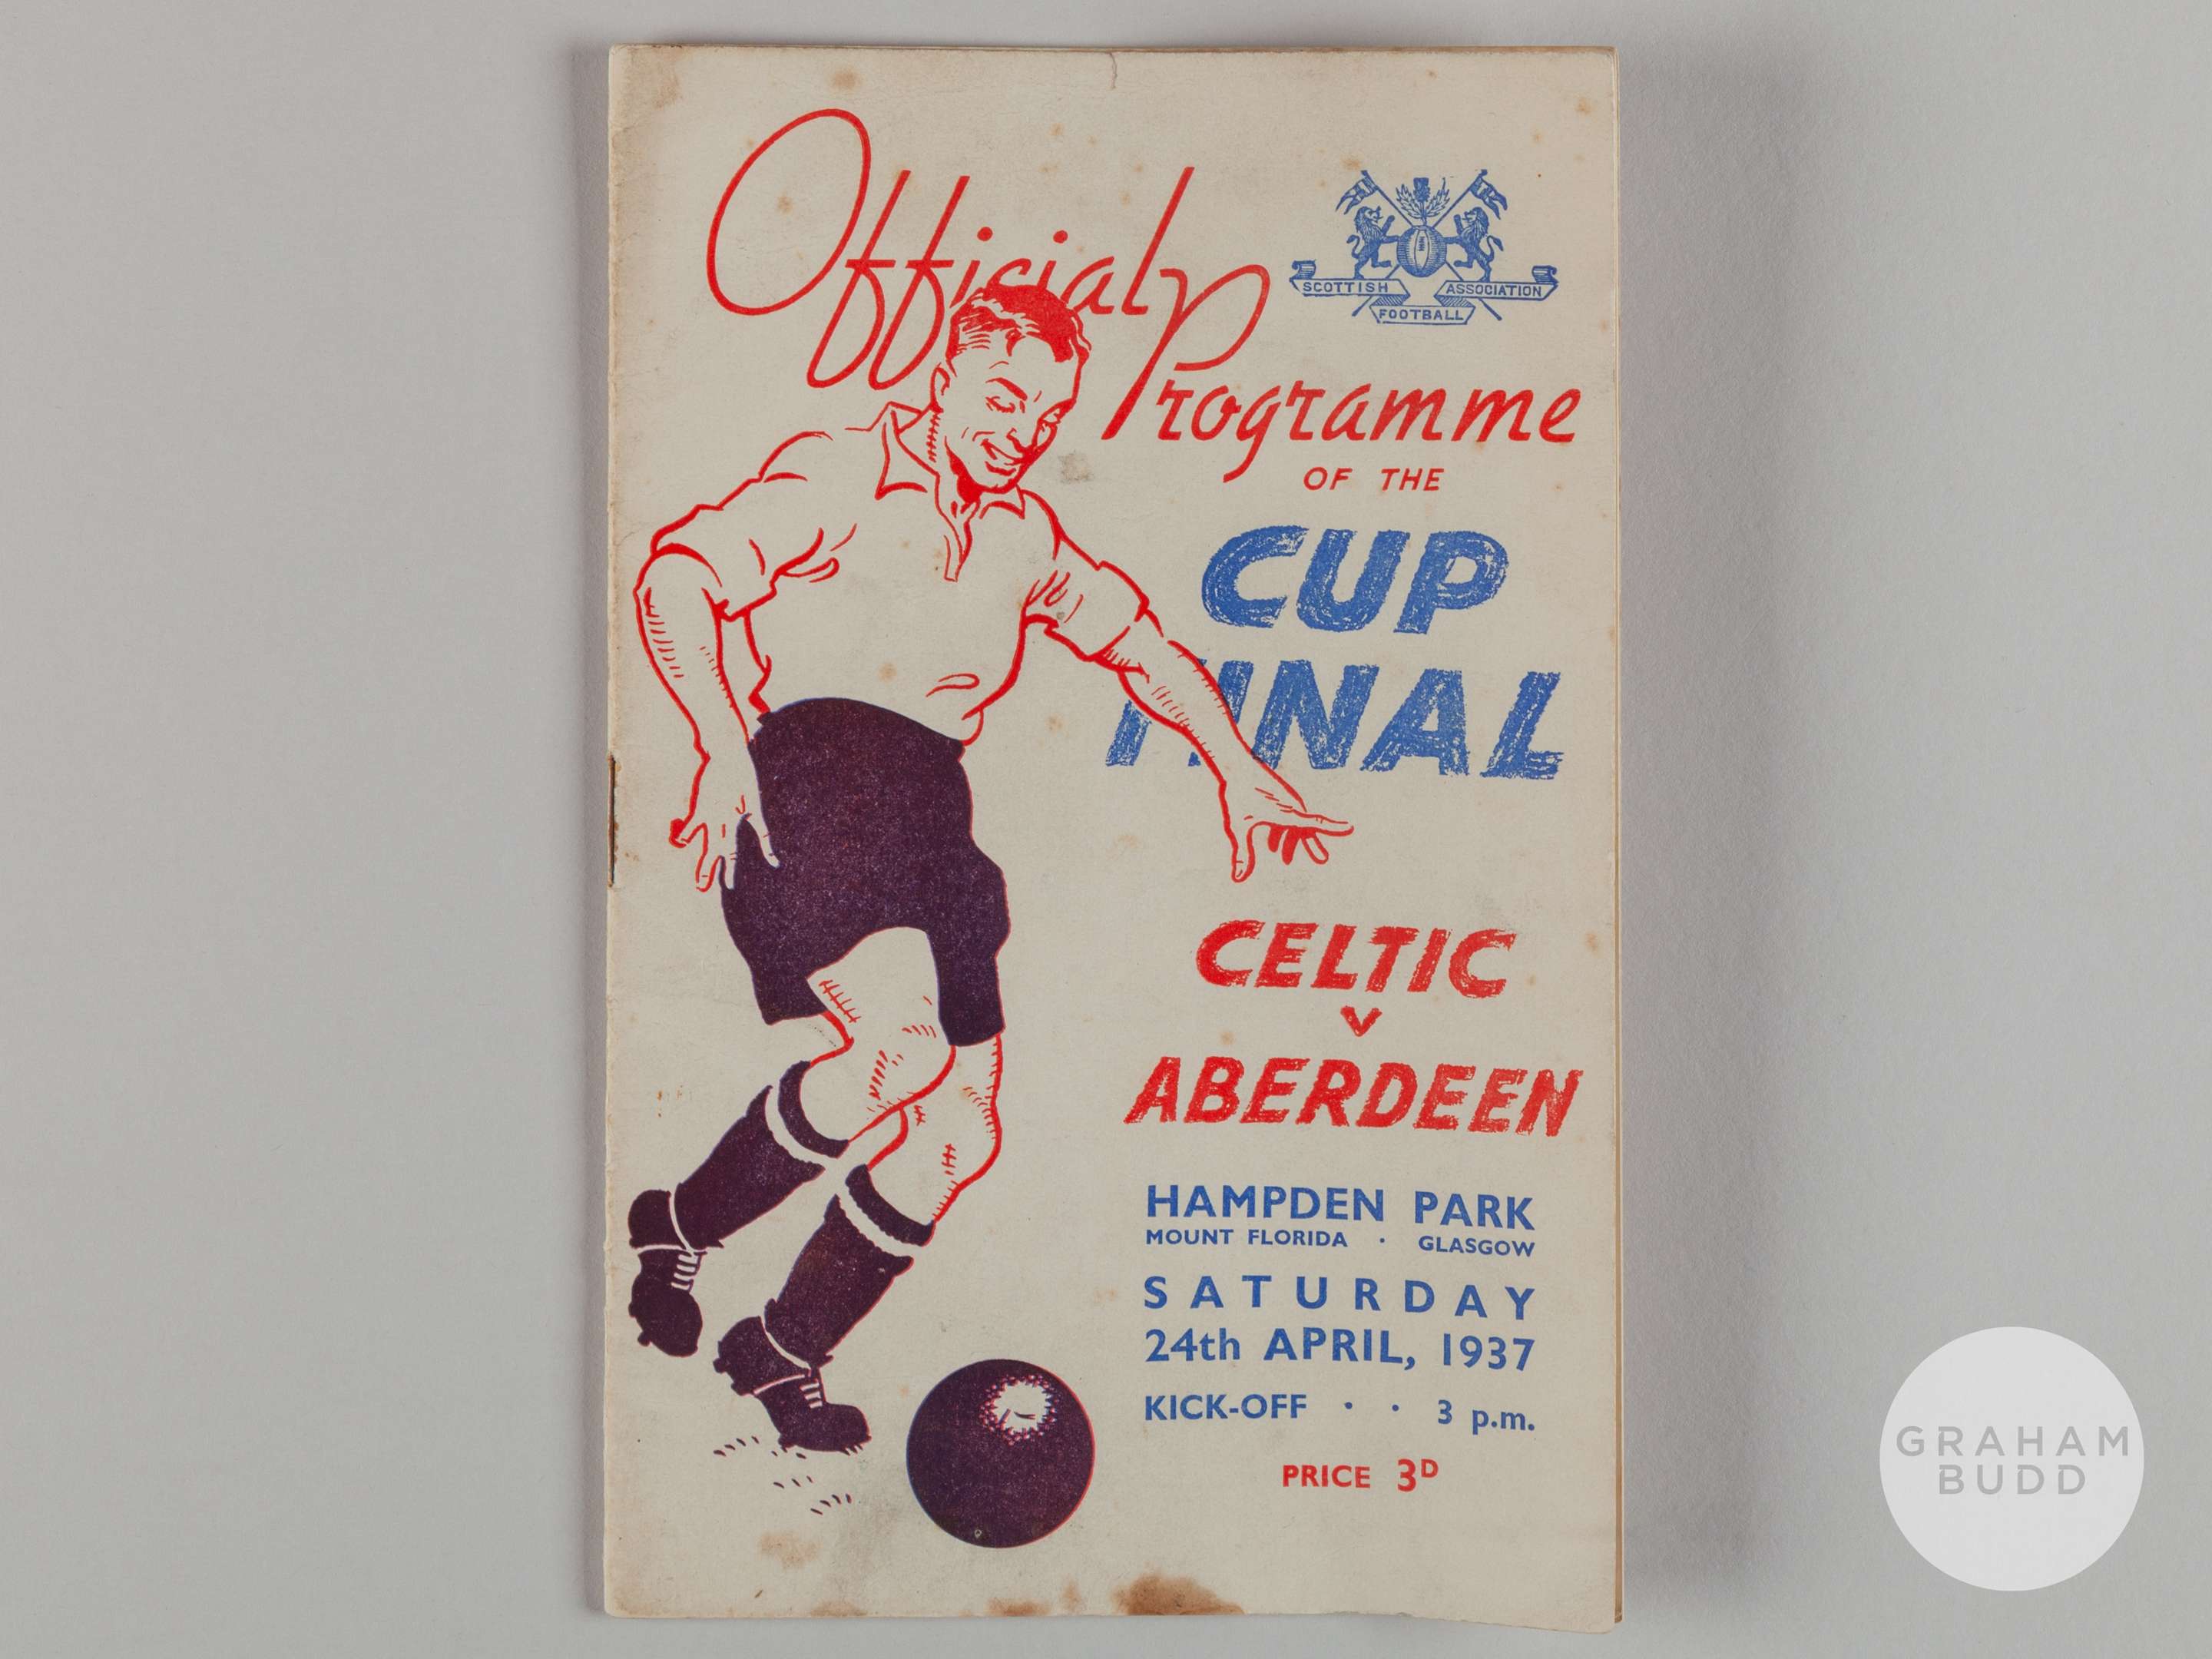 Official
Programme
SCOTTISH ASSOCIATION
FOOTBALL
OF THE
CUP
FINAL
CELTIC
v
ABERDEEN
HAMPDEN PARK
MOUNT FLORIDA · GLASGOW
SATURDAY
24th APRIL, 1937
KICK-OFF · · 3 p.m.
PRICE 3D
GRAHAM
BUDD